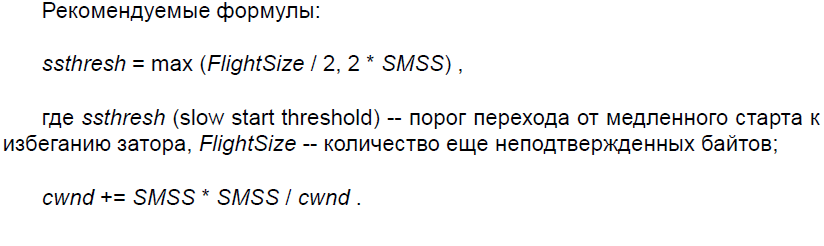 Рекомендуемые формулы:
ssthresh = max (FlightSize / 2, 2 * SMSS) ,
где ssthresh (slow start threshold) -- порог перехода от медленного старта к
избеганию затора, FlightSize -- количество еще неподтвержденных байтов;
cwnd += SMSS * SMSS / cwnd .